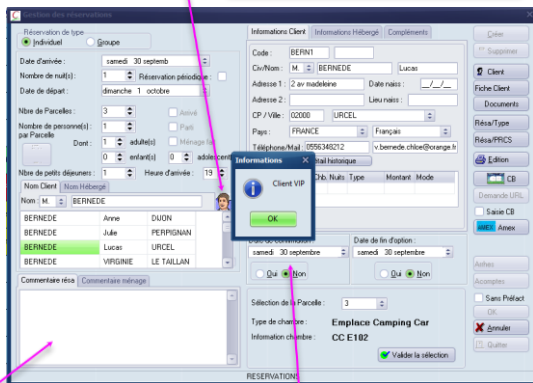 Gestion des réservations
Réservation de type
Individuel Groupe
Date d'arrivée : samedi 30 septemb
Nombre de nuit(s) : 1 Réservation périodique :
Date de départ : dimanche 1 octobre
Nbre de Parcelles : 3 Arrivé
Nombre de personne(s) : 1 Parti
par Parcelle
Dont : 1 adulte(s) Ménage fait
0 enfant(s) 0 adolescent
Nbre de petits déjeuners : 1 Heure d'arrivée : 19
Nom Client Nom Hébergé
Nom M. BERNEDE
BERNEDE Anne DIJON
BERNEDE Julie PERPIGNAN
BERNEDE Lucas URCEL
BERNEDE VIRGINIE LE TAILLAN
Commentaire résa Commentaire ménage
Informations Client Informations Hébergé Compléments
Code : BERN1
Civ/Nom : M. BERNEDE Lucas
Adresse 1 : 2 av madeleine Date naiss : __/__/__
Adresse 2 : Lieu naiss :
CP / Ville : 02000 URCEL
Pays : FRANCE Français
Téléphone/Mail : 0556348212 v.bernede.chloe@orange.fr
Détail historique
Chb. Nuits Type Montant Mode
Informations
Client VIP
OK
Date de confirmation : Date de fin d'option :
samedi 30 septembre samedi 30 septembre
Oui Non Oui Non
Sélection de la Parcelle : 3
Type de chambre : Emplace Camping Car
Information chambre : CC E102
Valider la sélection
RESERVATIONS
Créer
Supprimer
Client
Fiche Client
Documents
Résa/Type
Résa/PRCS
Edition
CB
Demande URL
Saisie CB
AMEX Amex
Arrhes
Acomptes
Sans Préfact
OK
Annuler
Quitter